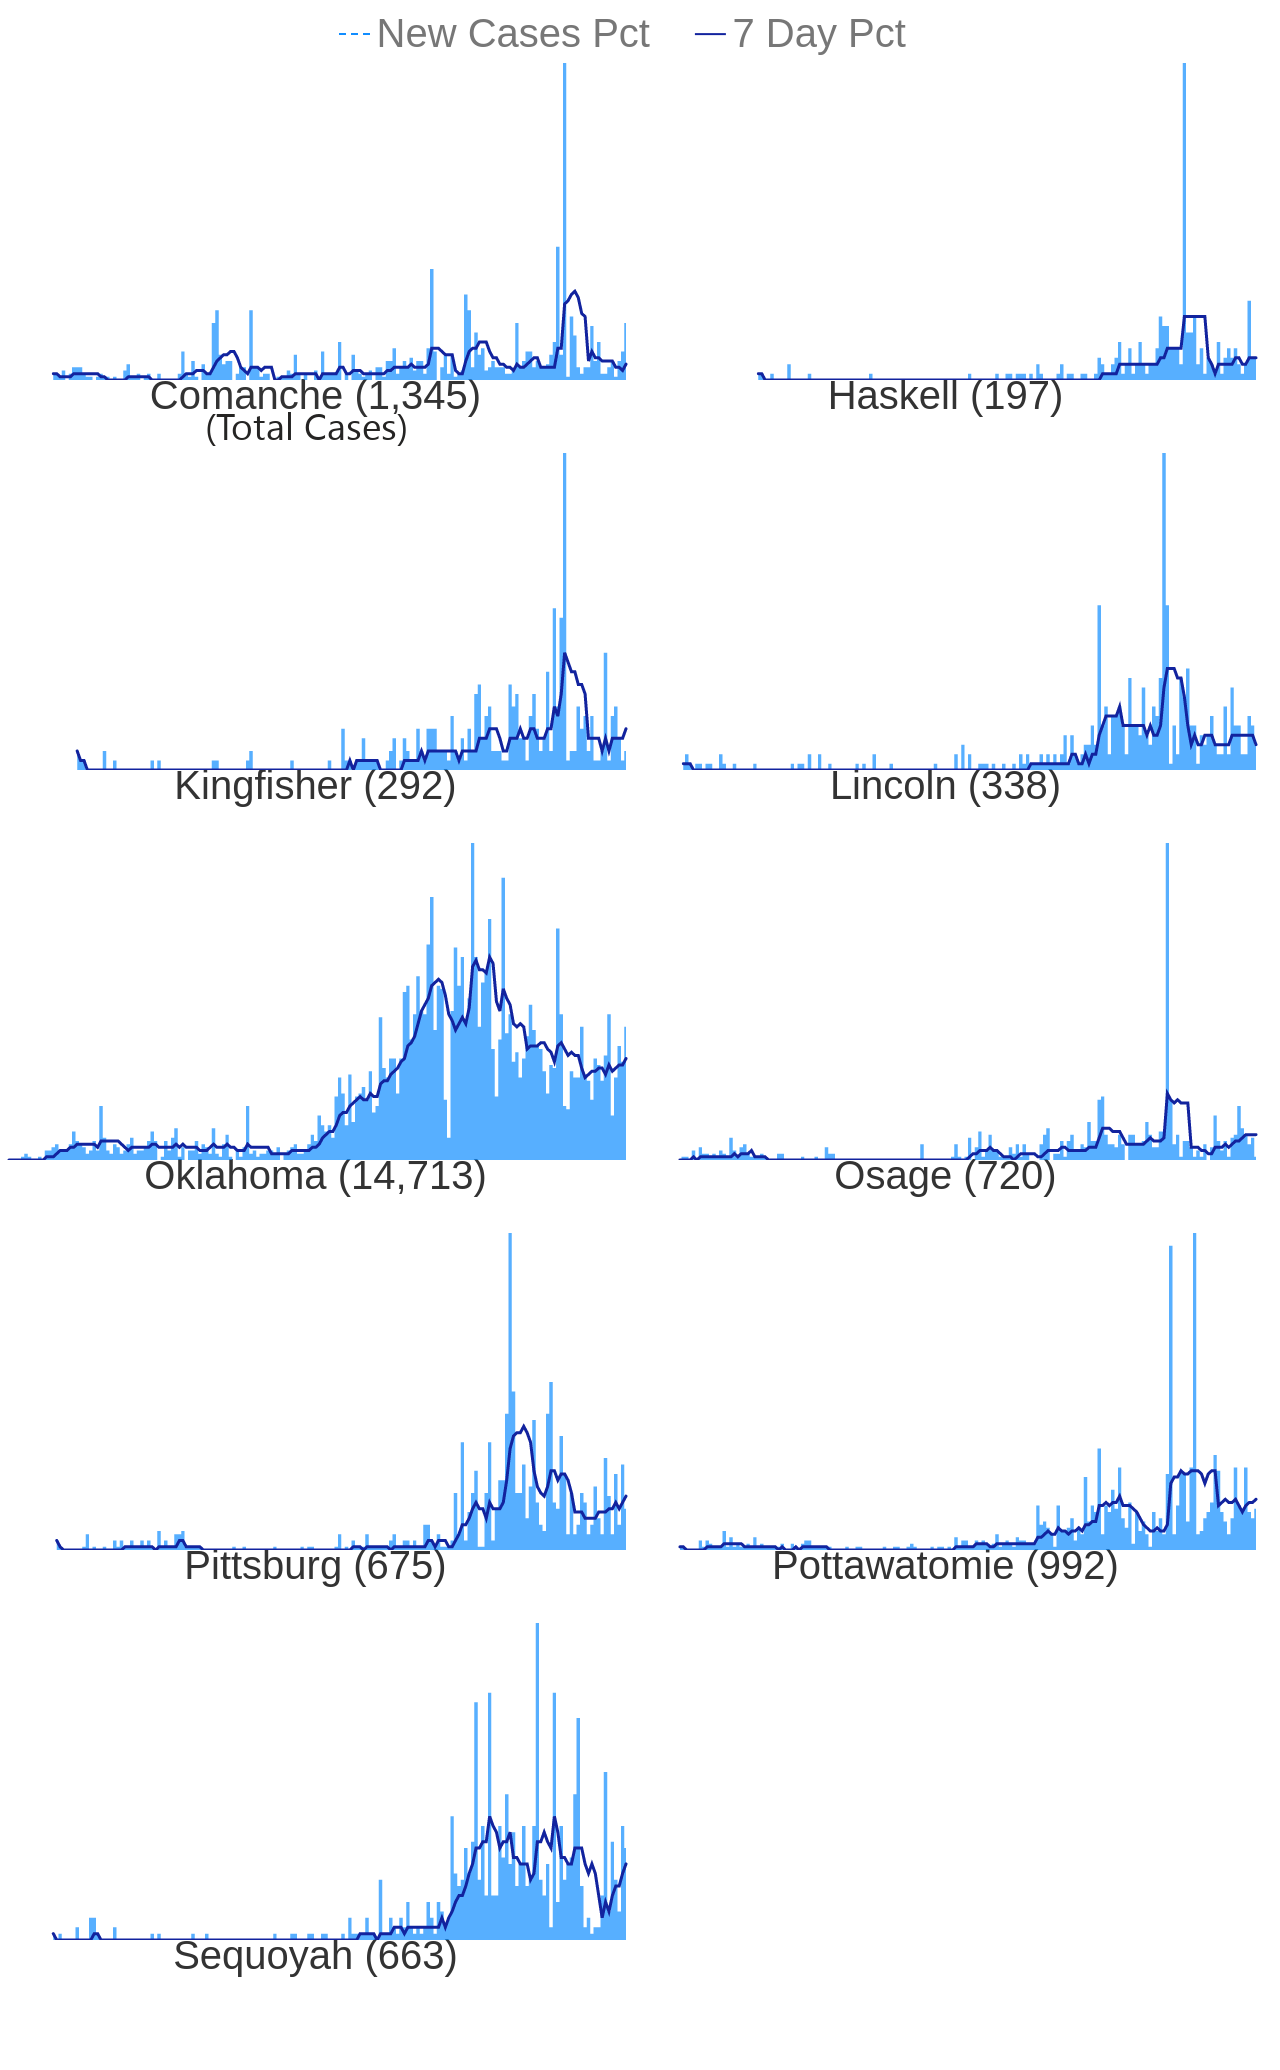 New Cases Pct 7 Day Pct
Comanche (1,345) Haskell (197)
(Total Cases)
Kingfisher (292) Lincoln (338)
Oklahoma (14,713) Osage (720)
Pittsburg (675) Pottawatomie (992)
Sequoyah (663)